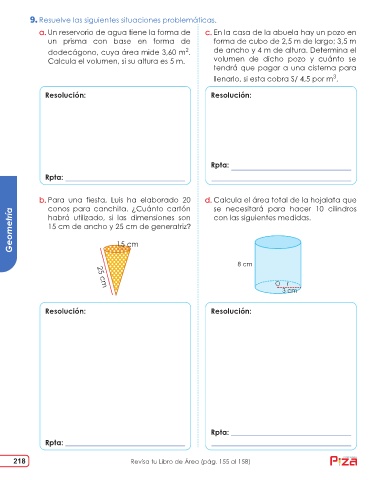 9. Resuelve las siguientes situaciones problemáticas.
a. Un reservorio de agua tiene la forma de
un prisma con base en forma de
dodecágono, cuya área mide 3,60 m².
Calcula el volumen, si su altura es 5 m.
Resolución:
Rpta:
c. En la casa de la abuela hay un pozo en
forma de cubo de 2,5 m de largo; 3,5 m
de ancho y 4 m de altura. Determina el
volumen de dicho pozo y cuánto se
tendrá que pagar a una cisterna para
llenarlo, si esta cobra S/ 4,5 por m³.
Resolución:
Rpta:
b. Para una fiesta, Luis ha elaborado 20
conos para canchita. ¿Cuánto cartón
habrá utilizado, si las dimensiones son
15 cm de ancho y 25 cm de generatriz?
15 cm
25 cm
Resolución:
Rpta:
d. Calcula el área total de la hojalata que
se necesitará para hacer 10 cilindros
con las siguientes medidas.
8 cm
O r
3 cm
Resolución:
Rpta:
Geometría
218
Revisa tu Libro de Área (pág. 155 al 158)